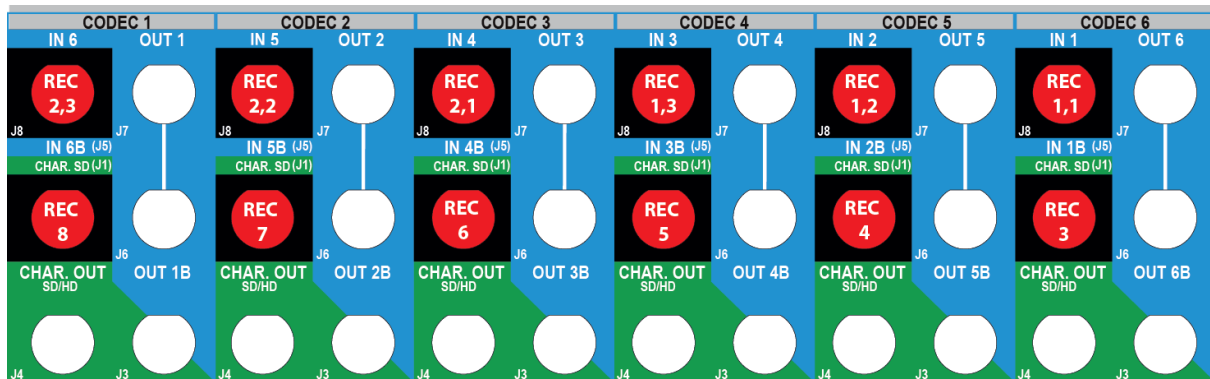 CODEC 1 CODEC 2 CODEC 3 CODEC 4 CODEC 5 CODEC 6
IN 6 OUT 1 IN 5 OUT 2 IN 4 OUT 3 IN 3 OUT 4 IN 2 OUT 5 IN 1 OUT 6
REC REC REC REC REC REC
2,3 2,2 2,1 1,3 1,2 1,1
J8 J7 J8 J7 J8 J7 J8 J7 J8 J7 J8 J7
IN 6B (J5) IN 5B (J5) IN 4B (J5) IN 3B (J5) IN 2B (J5) IN 1B (J5)
CHAR. SD (J1) CHAR. SD (J1) CHAR. SD (J1) CHAR. SD (J1) CHAR. SD (J1) CHAR. SD (J1)
REC REC REC REC REC REC
8 7 6 5 4 3
J6 J6 J6 J6 J6 J6
CHAR. OUT OUT 1B CHAR. OUT OUT 2B CHAR. OUT OUT 3B CHAR. OUT OUT 4B CHAR. OUT OUT 5B CHAR. OUT OUT 6B
SD/HD SD/HD SD/HD SD/HD SD/HD SD/HD
J4 J3 J4 J3 J4 J3 J4 J3 J4 J3 J4 J3